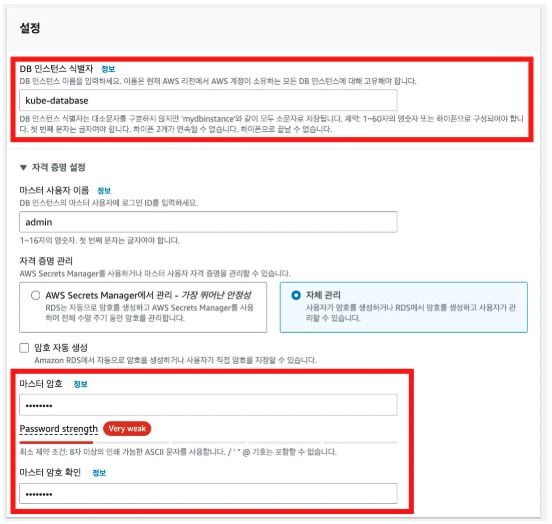 설정
DB 인스턴스 식별자 정보
DB 인스턴스 이름을 입력하세요. 이름은 현재 AWS 리전에서 AWS 계정이 소유하는 모든 DB 인스턴스에 대해 고유해야 합니다.
kube-database
DB 인스턴스 식별자는 대소문자를 구분하지 않지만 'mydbinstance'와 같이 모두 소문자로 저장됩니다. 제약: 1~60자의 영숫자 또는 하이픈으로 구성되어야 합니
다. 첫 번째 문자는 글자여야 합니다. 하이픈 2개가 연속될 수 없습니다. 하이픈으로 끝날 수 없습니다.
▼ 자격 증명 설정
마스터 사용자 이름 정보
DB 인스턴스의 마스터 사용자에 로그인 ID를 입력하세요.
admin
1~16자의 영숫자. 첫 번째 문자는 글자여야 합니다.
자격 증명 관리
AWS Secrets Manager를 사용하거나 마스터 사용자 자격 증명을 관리할 수 있습니다.
AWS Secrets Manager에서 관리 - 가장 뛰어난 안정성
RDS는 자동으로 암호를 생성하고 AWS Secrets Manager를 사용
하여 전체 수명 주기 동안 암호를 관리합니다.
자체 관리
사용자가 암호를 생성하거나 RDS에서 암호를 생성하고 사용자가 관
리할 수 있습니다.
암호 자동 생성
Amazon RDS에서 자동으로 암호를 생성하거나 사용자가 직접 암호를 지정할 수 있습니다.
마스터 암호 정보
••••••••
Password strength Very weak
최소 제약 조건: 8자 이상의 인쇄 가능한 ASCII 문자를 사용합니다. / ' " @ 기호는 포함할 수 없습니다.
마스터 암호 확인 정보
••••••••